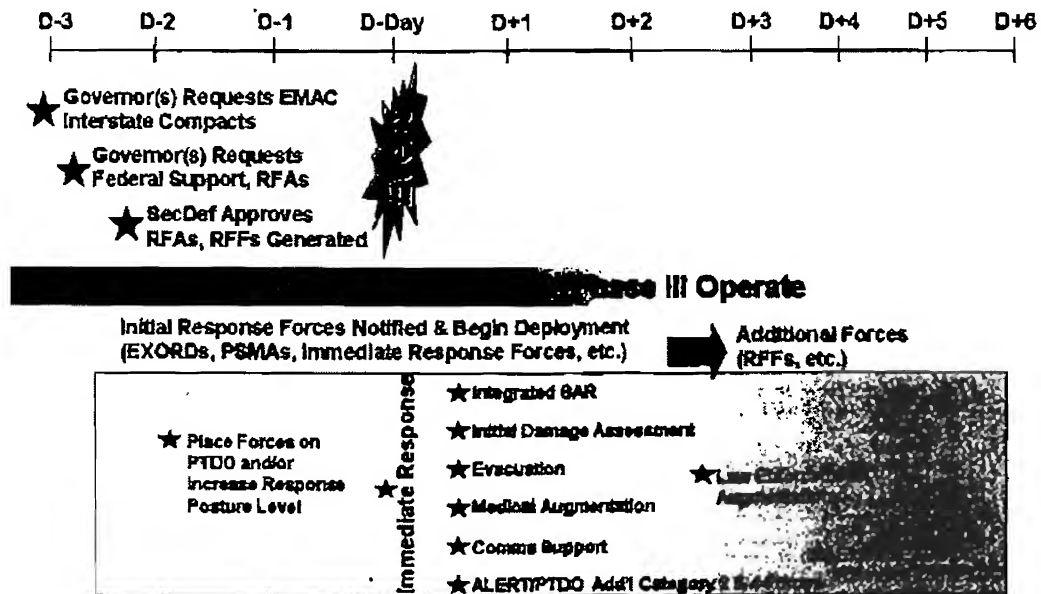 D-3 D-2 D-1 D-Day D+1 D+2 D+3 D+4 D+5 D+6
Governor(s) Requests EMAC
Interstate Compacts
Governor(s) Requests
Federal Support, RFAs
SecDef Approves
RFAs, RFFs Generated
Phase III Operate
Initial Response Forces Notified & Begin Deployment
(EXORDs, PSMAs, Immediate Response Forces, etc.)
Additional Forces
(RFFs, etc.)
Immediate Response
Place Forces on
PTDO and/or
Increase Response
Posture Level
Integrated SAR
Initial Damage Assessment
Evacuation
Medical Augmentation
Comms Support
ALERT/PTDO Add'l Category
Law